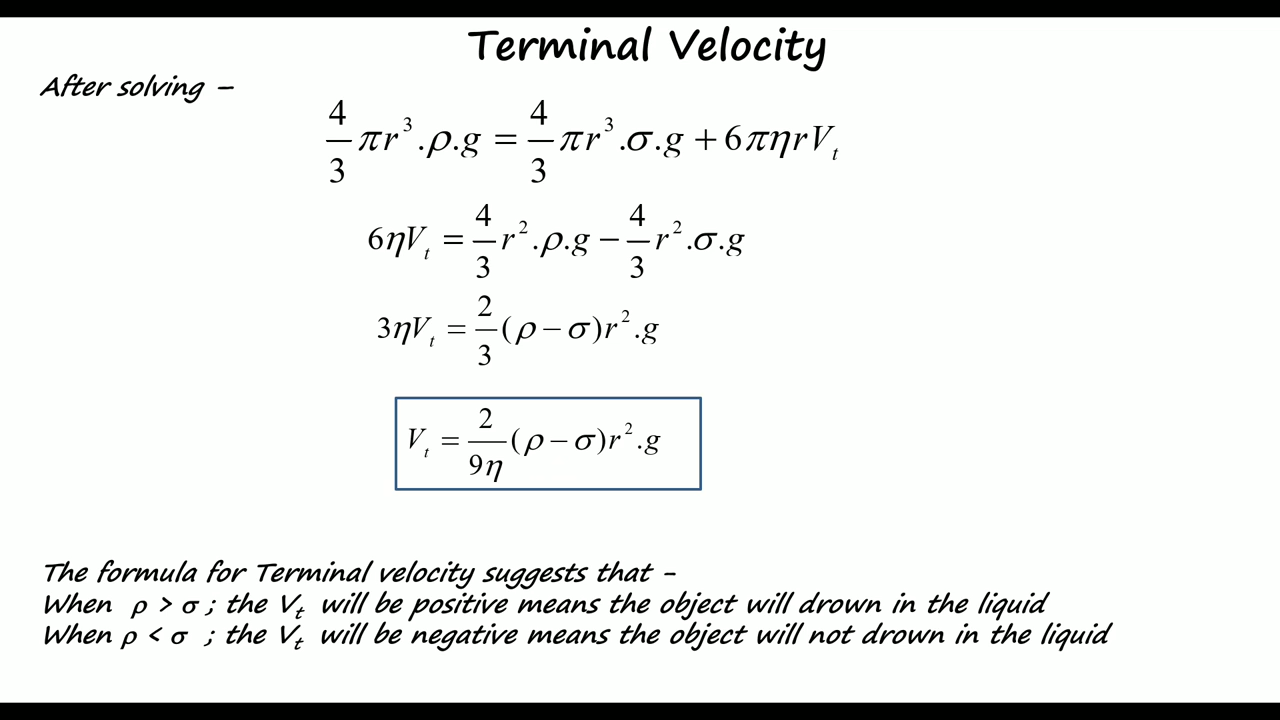 Terminal Velocity
After solving –
4/3 πr³.ρ.g = 4/3 πr³.σ.g + 6πηrVₜ
6ηVₜ = 4/3 r².ρ.g − 4/3 r².σ.g
3ηVₜ = 2/3 (ρ − σ)r².g
Vₜ = 2/9η (ρ − σ)r².g
The formula for Terminal velocity suggests that –
When ρ > σ ; the Vₜ will be positive means the object will drown in the liquid
When ρ < σ ; the Vₜ will be negative means the object will not drown in the liquid